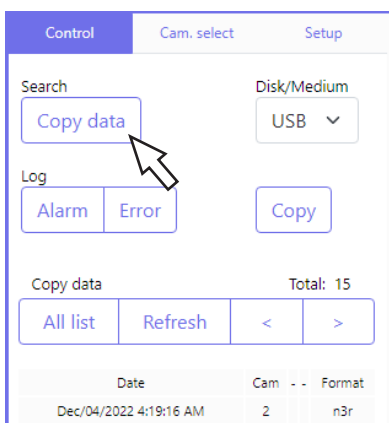 Control Cam. select Setup
Search Disk/Medium
Copy data USB
Log
Alarm Error Copy
Copy data Total: 15
All list Refresh < >
Date Cam - - Format
Dec/04/2022 4:19:16 AM 2 n3r